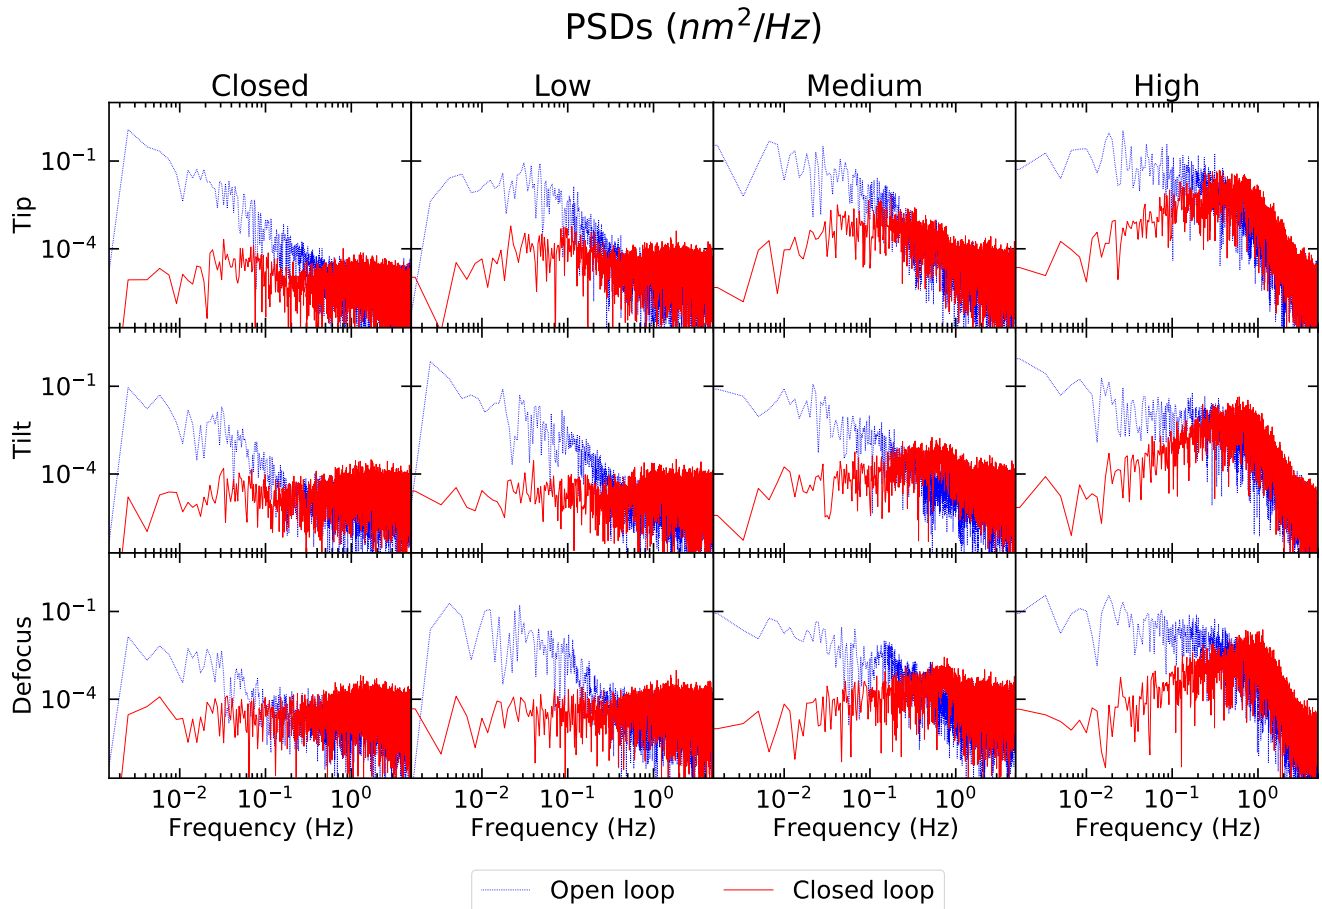 PSDs (nm²/Hz)
Closed Low Medium High
Tip
10⁻¹
10⁻⁴
Tilt
10⁻¹
10⁻⁴
Defocus
10⁻¹
10⁻⁴
10⁻² 10⁻¹ 10⁰ 10⁻² 10⁻¹ 10⁰ 10⁻² 10⁻¹ 10⁰ 10⁻² 10⁻¹ 10⁰
Frequency (Hz) Frequency (Hz) Frequency (Hz) Frequency (Hz)
Open loop Closed loop